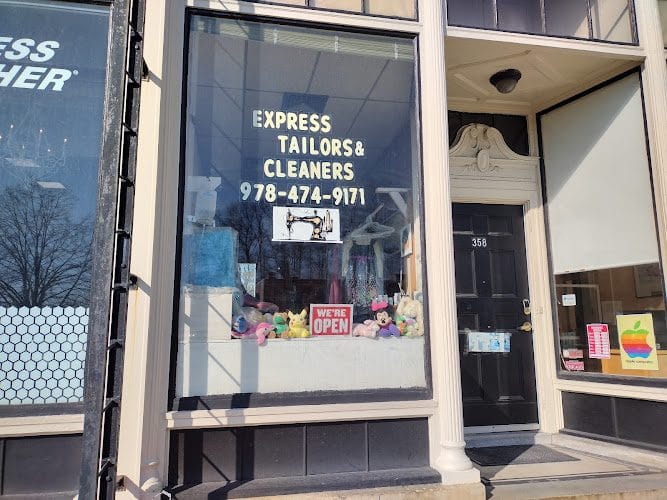 ESS
HER®
EXPRESS
TAILORS &
CLEANERS
978-474-9171
WE'RE
OPEN
358